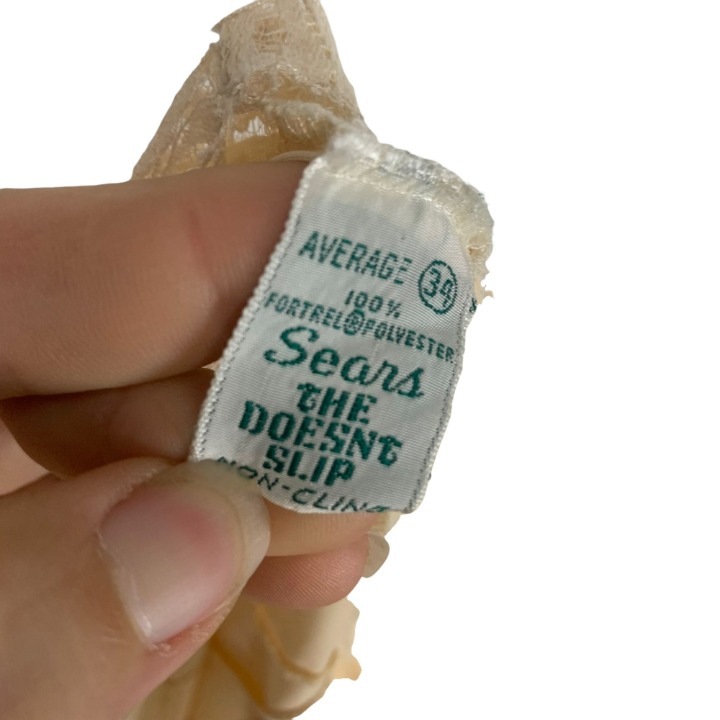 AVERAGE 34
100%
FORTREL®POLYESTER
Sears
THE
DOESNT
SLIP
NON-CLING